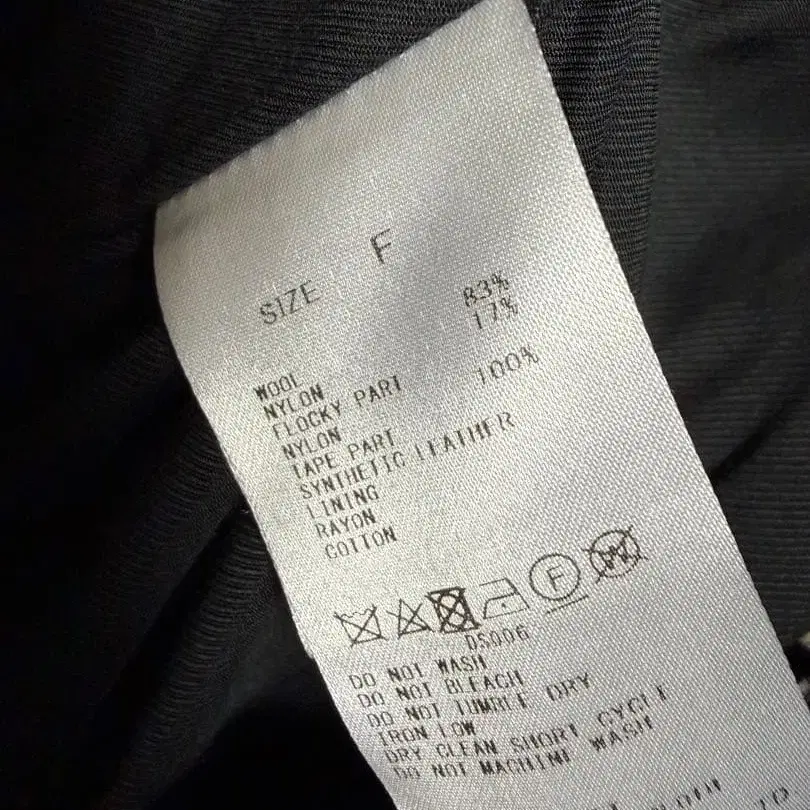 SIZE F
83%
17%
WOOL
NYLON
FLOCKY PART
NYLON 100%
TAPE PART
SYNTHETIC LEATHER
LINING
RAYON
COTTON
F
W
DS006
DO NOT WASH
DO NOT BLEACH
DO NOT TUMBLE DRY
IRON LOW
DRY CLEAN SHORT CYCLE
DO NOT MACHINE WASH